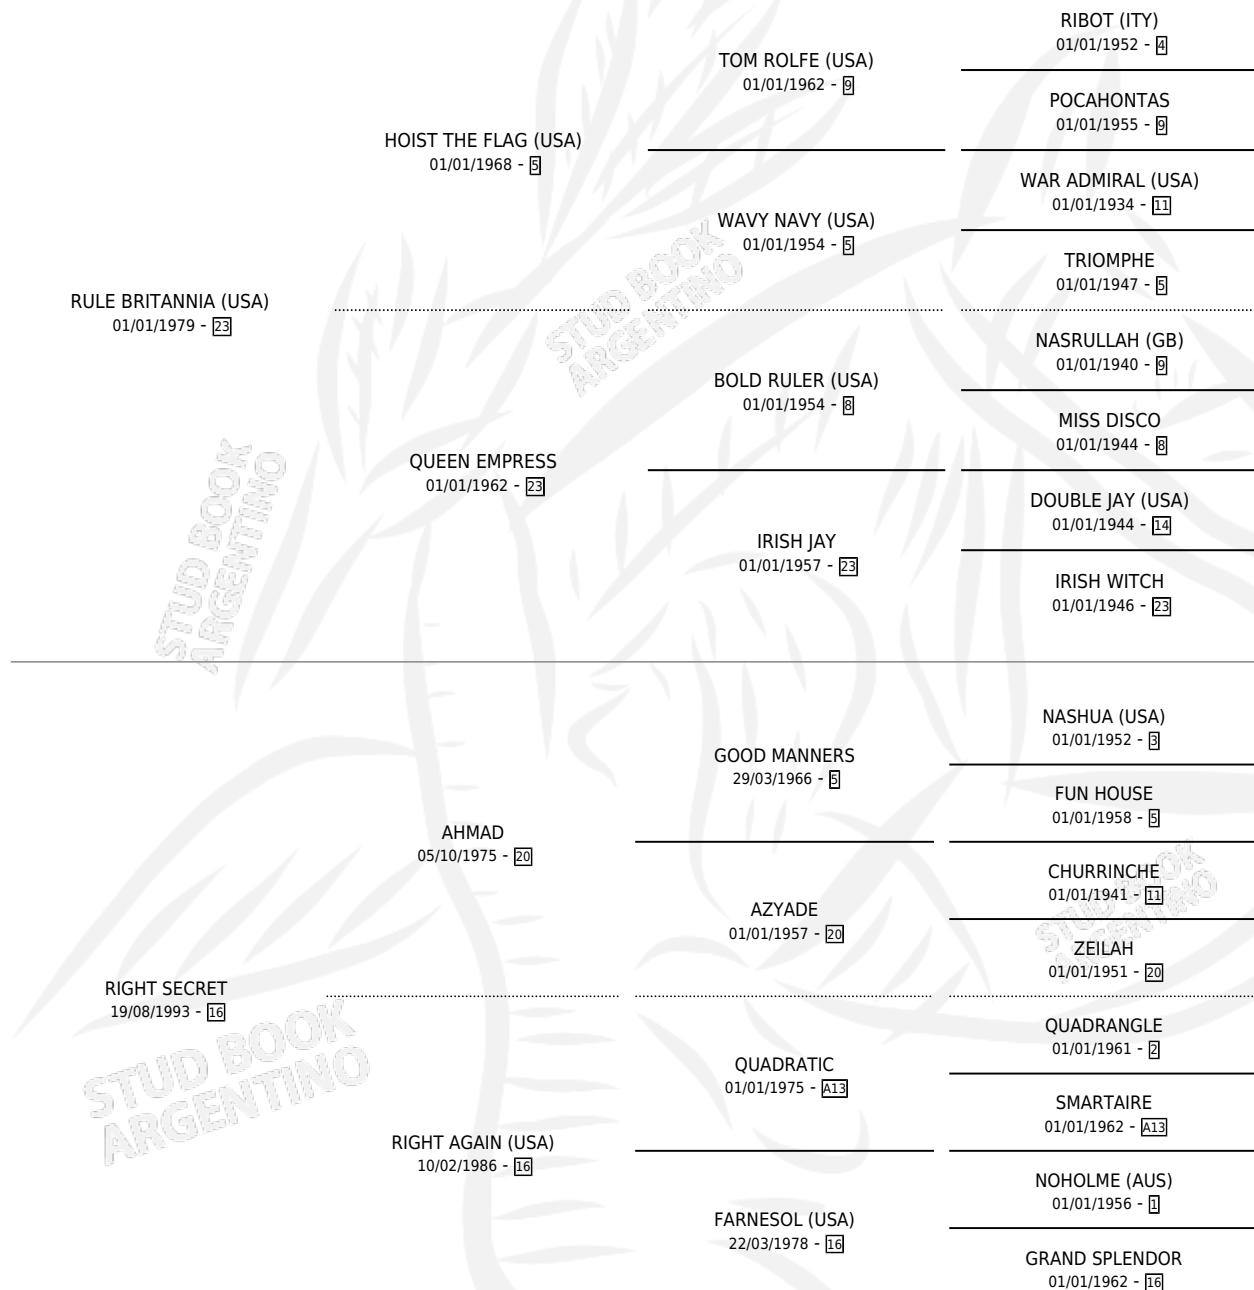 RIBOT (ITY)
01/01/1952 - 4
TOM ROLFE (USA)
01/01/1962 - 9
POCAHONTAS
01/01/1955 - 9
HOIST THE FLAG (USA)
01/01/1968 - 5
WAR ADMIRAL (USA)
01/01/1934 - 11
WAVY NAVY (USA)
01/01/1954 - 5
TRIOMPHE
01/01/1947 - 5
RULE BRITANNIA (USA)
01/01/1979 - 23
NASRULLAH (GB)
01/01/1940 - 9
BOLD RULER (USA)
01/01/1954 - 8
MISS DISCO
01/01/1944 - 8
QUEEN EMPRESS
01/01/1962 - 23
DOUBLE JAY (USA)
01/01/1944 - 14
IRISH JAY
01/01/1957 - 23
IRISH WITCH
01/01/1946 - 23
NASHUA (USA)
01/01/1952 - 3
GOOD MANNERS
29/03/1966 - 5
FUN HOUSE
01/01/1958 - 5
AHMAD
05/10/1975 - 20
CHURRINCHE
01/01/1941 - 11
AZYADE
01/01/1957 - 20
ZEILAH
01/01/1951 - 20
RIGHT SECRET
19/08/1993 - 16
QUADRANGLE
01/01/1961 - 2
QUADRATIC
01/01/1975 - A13
SMARTAIRE
01/01/1962 - A13
RIGHT AGAIN (USA)
10/02/1986 - 16
NOHOLME (AUS)
01/01/1956 - 1
FARNESOL (USA)
22/03/1978 - 16
GRAND SPLENDOR
01/01/1962 - 16
STUD BOOK
ARGENTINO
STUD BOOK
ARGENTINO
STUD BOOK
ARGENTINO
STUD BOOK
ARGENTINO